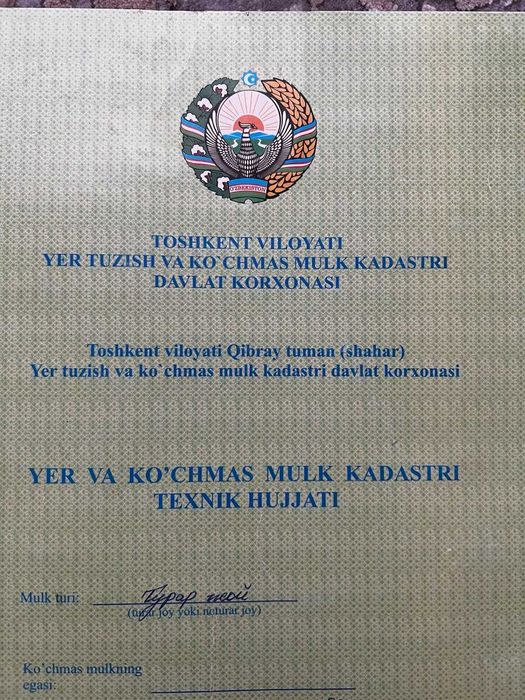 O'ZBEKISTON
TOSHKENT VILOYATI
YER TUZISH VA KO`CHMAS MULK KADASTRI
DAVLAT KORXONASI
Toshkent viloyati Qibray tuman (shahar)
Yer tuzish va ko`chmas mulk kadastri davlat korxonasi
YER VA KO’CHMAS MULK KADASTRI
TEXNIK HUJJATI
Mulk turi: Турар жой
(turar joy yoki noturar joy)
Ko’chmas mulkning
egasi: